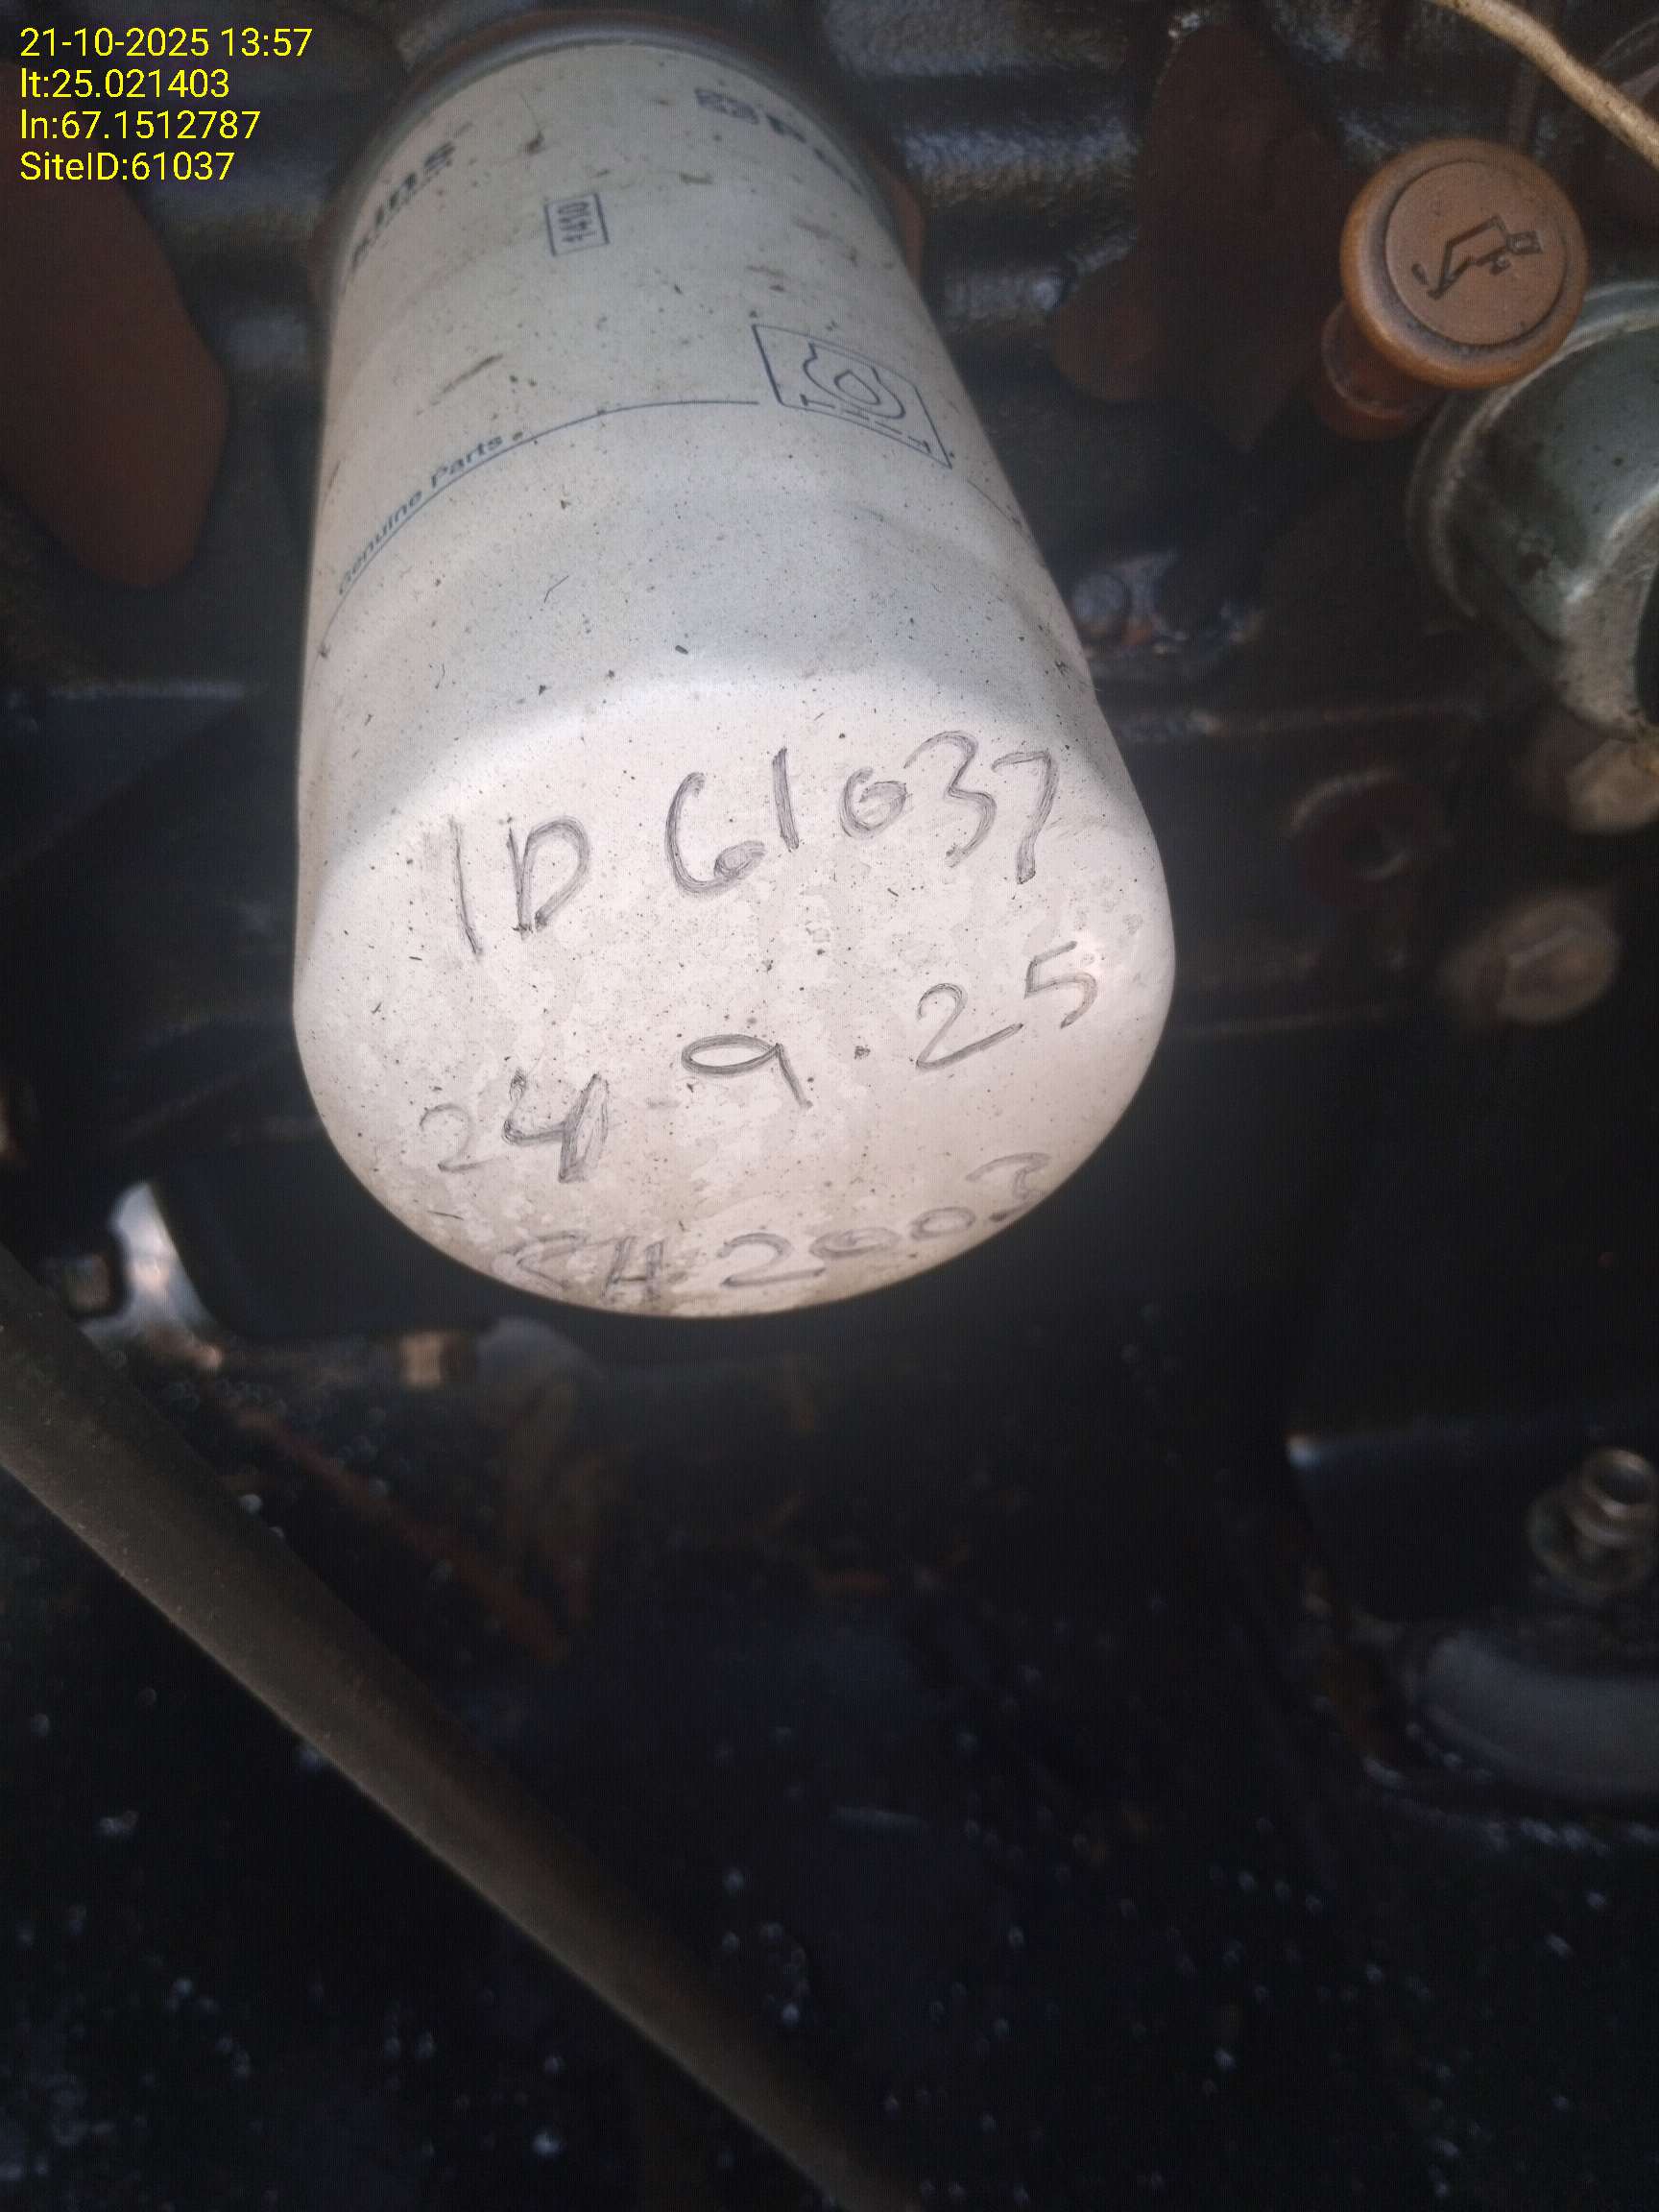 21-10-2025 13:57
lt:25.021403
ln:67.1512787
SiteID:61037
Genuine Parts
ID 61037
24-9.25